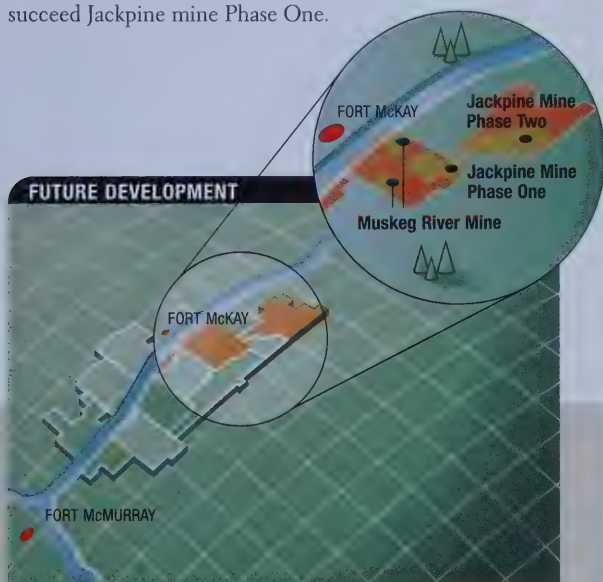 succeed Jackpine mine Phase One.
FUTURE DEVELOPMENT
FORT McKAY
Jackpine Mine
Phase Two
Jackpine Mine
Phase One
Muskeg River Mine
FORT McKAY
FORT McMURRAY